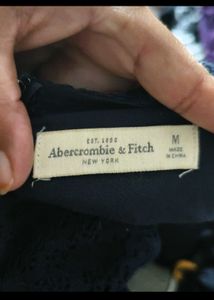 EST. 1892
Abercrombie & Fitch
NEW YORK
M
MADE
IN CHINA